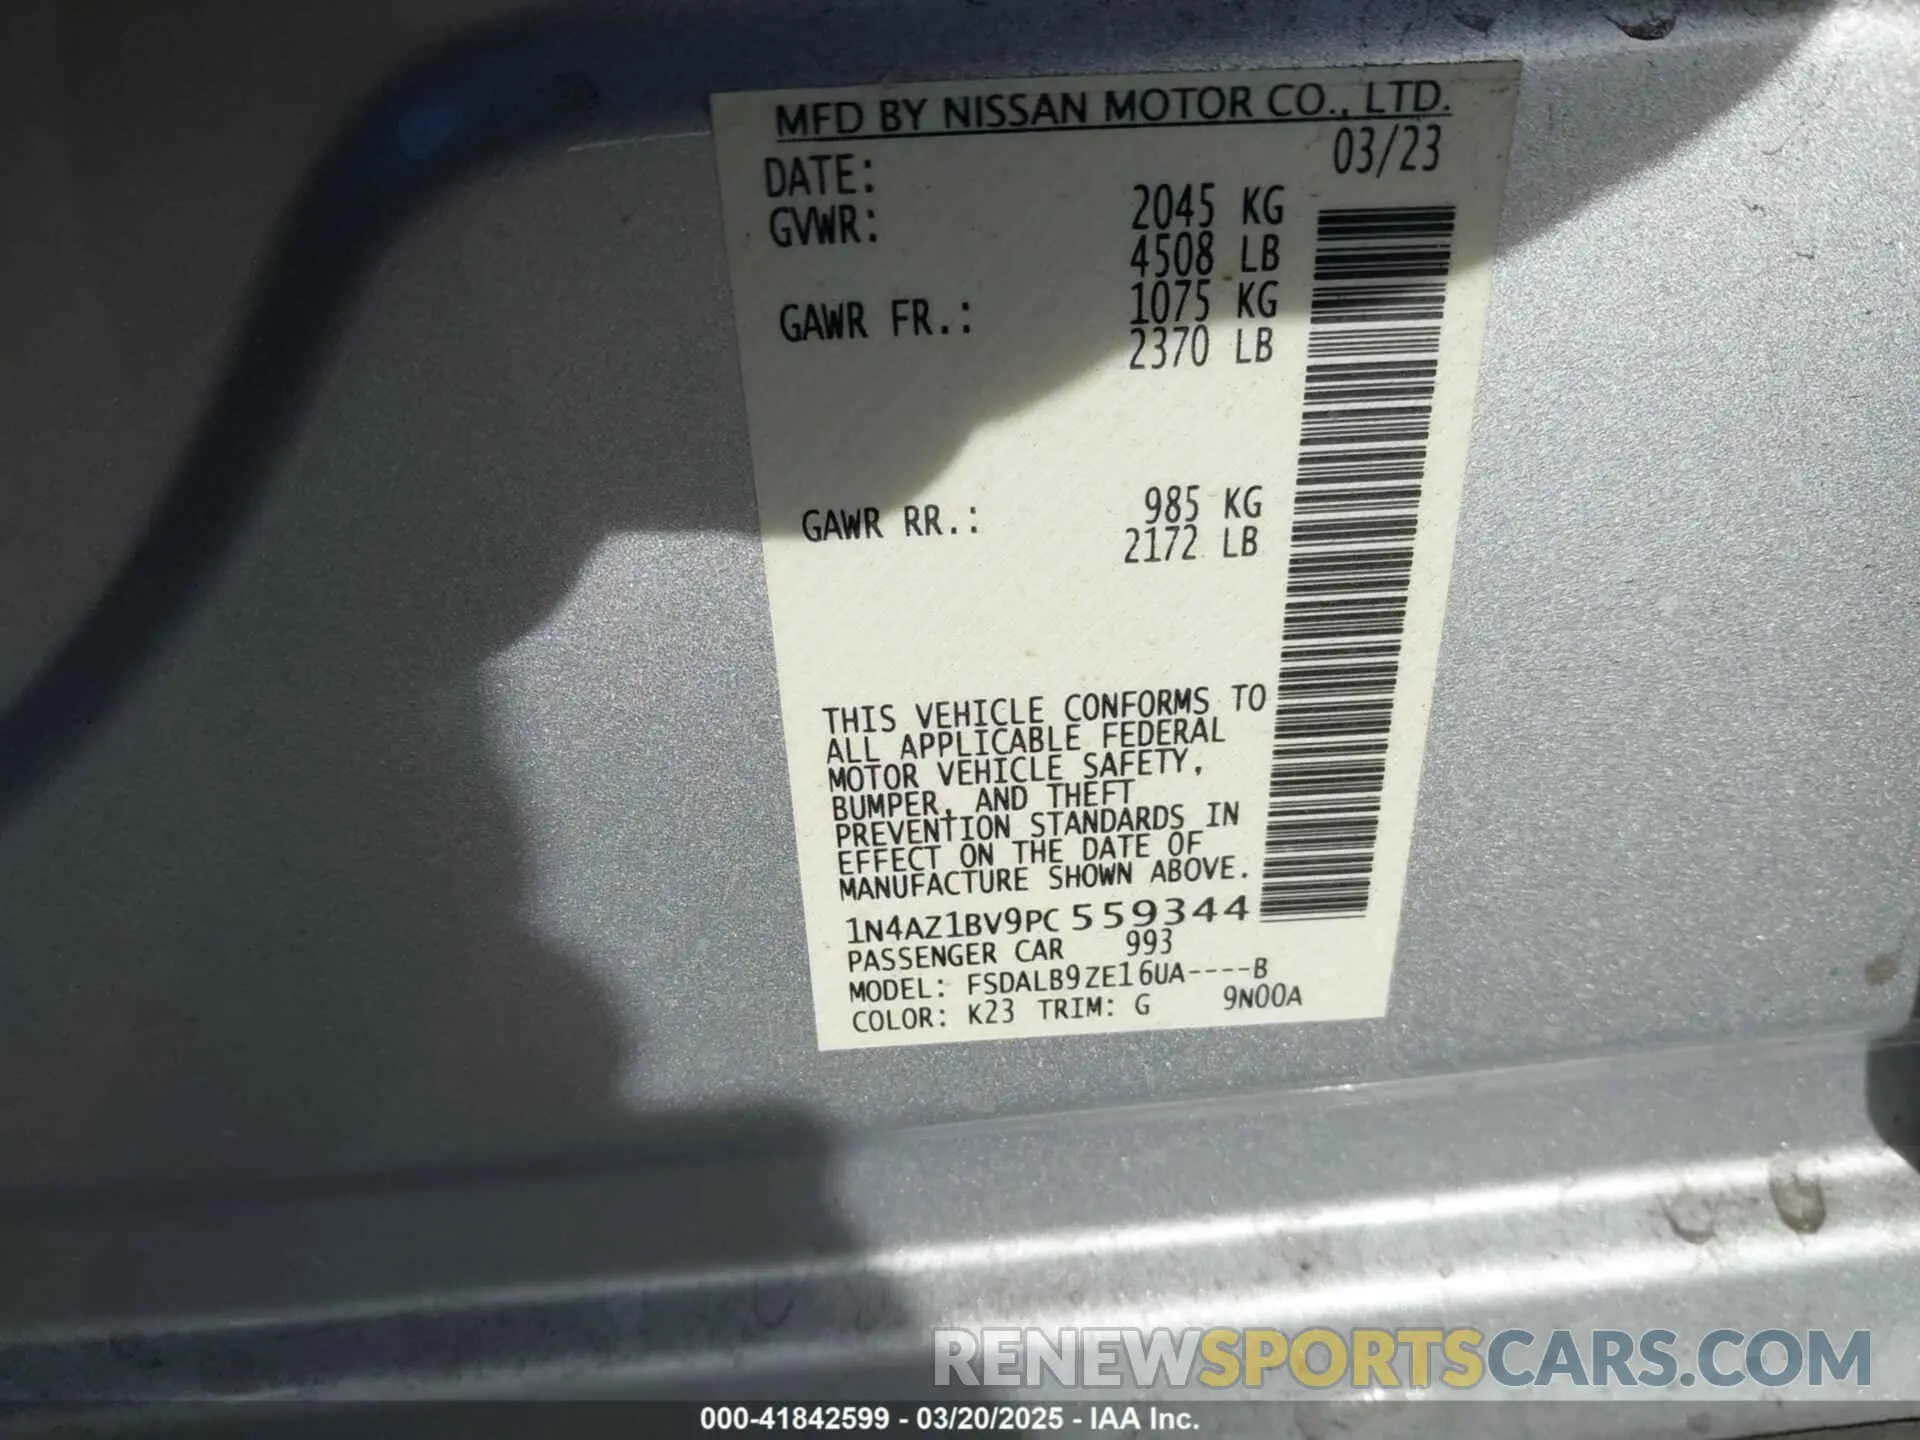 MFD BY NISSAN MOTOR CO., LTD.
DATE: 03/23
GVWR: 2045 KG
4508 LB
GAWR FR.: 1075 KG
2370 LB
GAWR RR.: 985 KG
2172 LB
THIS VEHICLE CONFORMS TO
ALL APPLICABLE FEDERAL
MOTOR VEHICLE SAFETY,
BUMPER, AND THEFT
PREVENTION STANDARDS IN
EFFECT ON THE DATE OF
MANUFACTURE SHOWN ABOVE.
1N4AZ1BV9PC559344
PASSENGER CAR 993
MODEL: FSDALB9ZE16UA----B
COLOR: K23 TRIM: G 9N00A
RENEWSPORTSCARS.COM
000-41842599 - 03/20/2025 - IAA Inc.